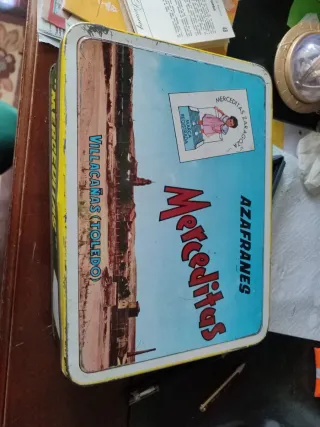 MERCEDITAS ZARAGOZA
AZAFRANES
Merceditas
VILLACAÑAS (TOLEDO)